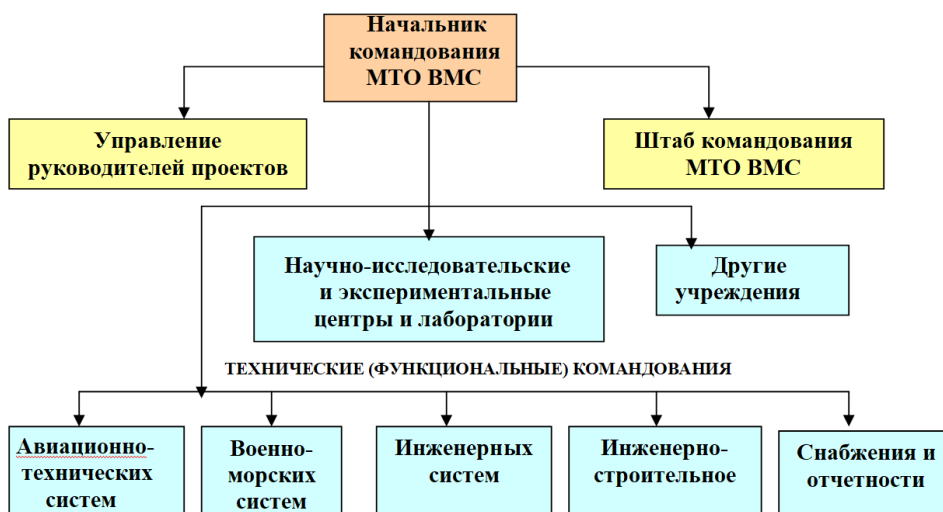 Начальник
командования
МТО ВМС
Управление
руководителей проектов
Штаб командования
МТО ВМС
Научно-исследовательские
и экспериментальные
центры и лаборатории
Другие
учреждения
ТЕХНИЧЕСКИЕ (ФУНКЦИОНАЛЬНЫЕ) КОМАНДОВАНИЯ
Авиационно-
технических
систем
Военно-
морских
систем
Инженерных
систем
Инженерно-
строительное
Снабжения и
отчетности